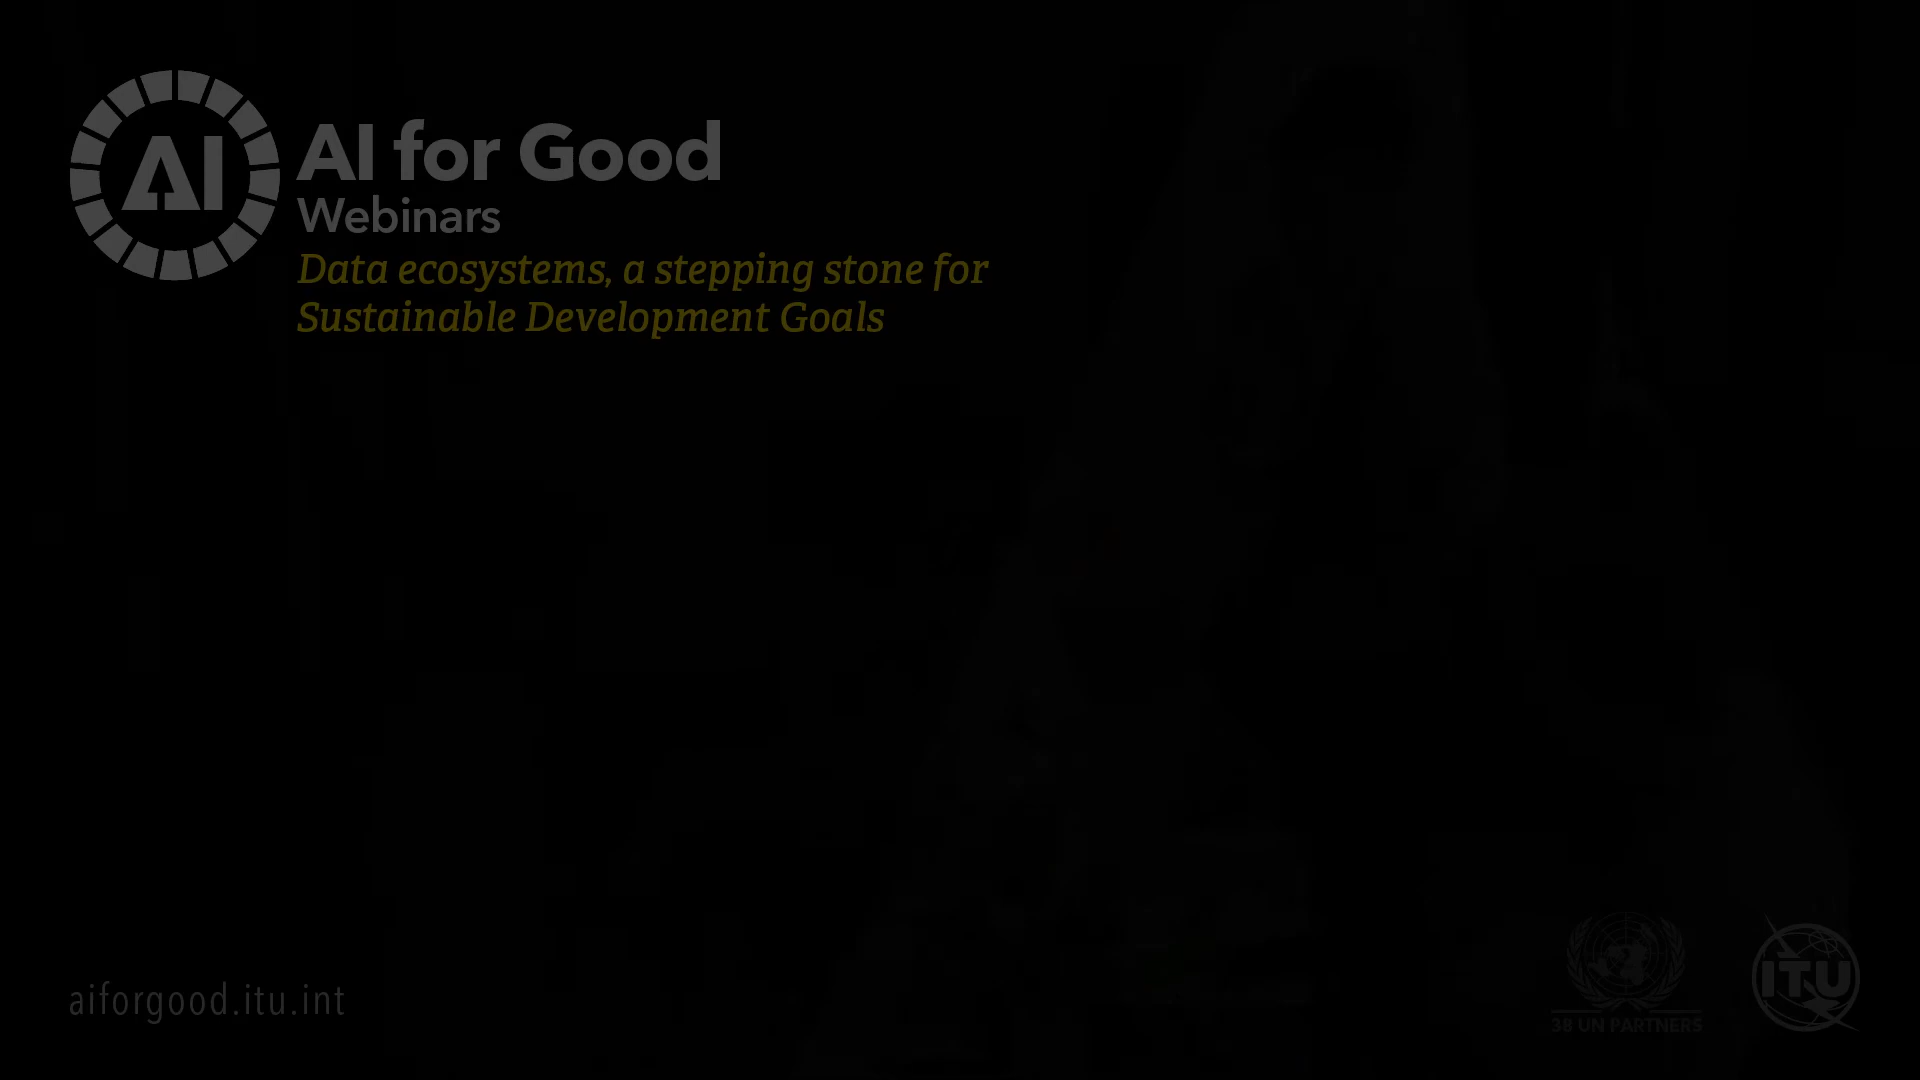 AI
AI for Good
Webinars
Data ecosystems, a stepping stone for
Sustainable Development Goals
aiforgood.itu.int
38 UN PARTNERS
ITU